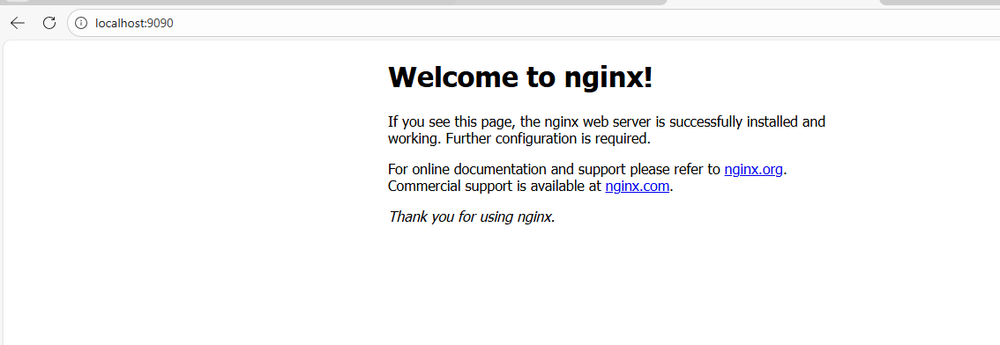 localhost:9090
Welcome to nginx!
If you see this page, the nginx web server is successfully installed and
working. Further configuration is required.
For online documentation and support please refer to nginx.org.
Commercial support is available at nginx.com.
Thank you for using nginx.